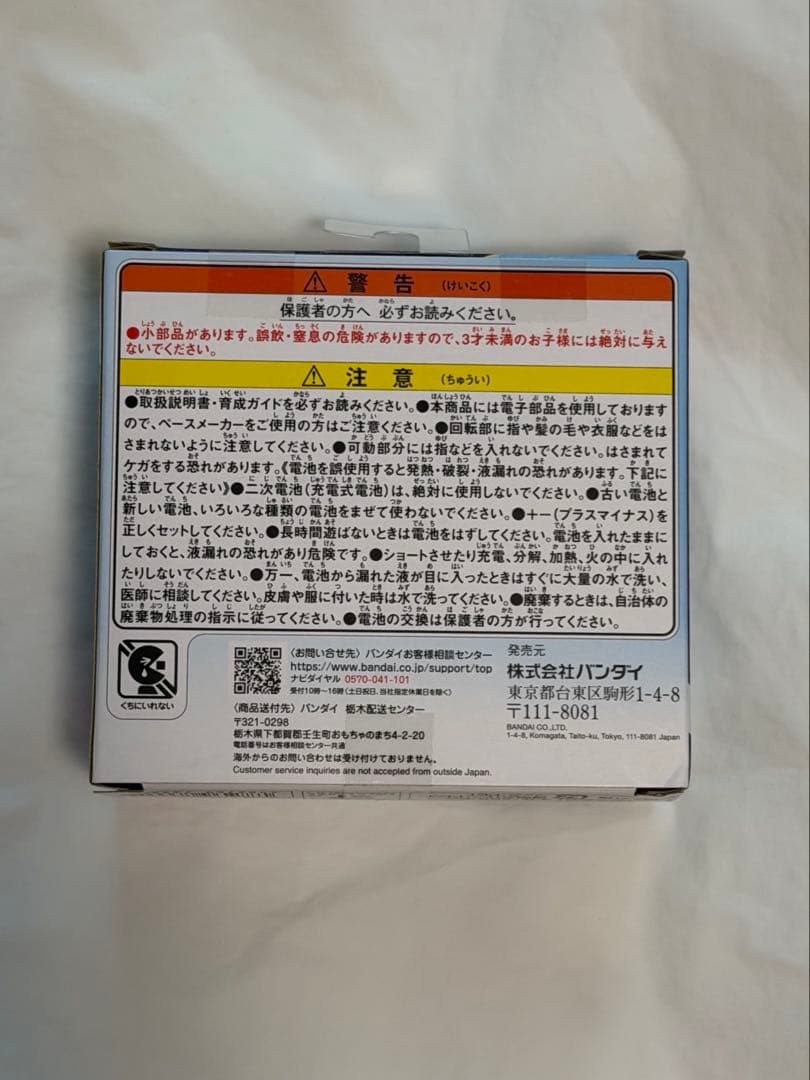 ⚠ 警告 (けいこく)
保護者の方へ 必ずお読みください。
●小部品があります。誤飲・窒息の危険がありますので、3才未満のお子様には絶対に与え
ないでください。
⚠ 注意 (ちゅうい)
●取扱説明書・育成ガイドを必ずお読みください。●本商品には電子部品を使用しております
ので、ペースメーカーをご使用の方はご注意ください。●回転部に指や髪の毛や衣服などをは
さまれないように注意してください。●可動部分には指などを入れないでください。はさまれて
ケガをする恐れがあります。《電池を誤使用すると発熱・破裂・液漏れの恐れがあります。下記に
注意してください》●二次電池(充電式電池)は、絶対に使用しないでください。●古い電池と
新しい電池、いろいろな種類の電池をまぜて使わないでください。●+-(プラスマイナス)を
正しくセットしてください。●長時間遊ばないときは電池をはずしてください。電池を入れたままに
しておくと、液漏れの恐れがあり危険です。●ショートさせたり充電、分解、加熱、火の中に入れ
たりしないでください。●万一、電池から漏れた液が目に入ったときはすぐに大量の水で洗い、
医師に相談してください。皮膚や服に付いた時は水で洗ってください。●廃棄するときは、自治体の
廃棄物処理の指示に従ってください。●電池の交換は保護者の方が行ってください。
くちにいれない
〈お問い合せ先〉バンダイお客様相談センター
https://www.bandai.co.jp/support/top
ナビダイヤル 0570-041-101
受付10時〜16時(土日祝日、当社指定休業日を除く)
〈商品送付先〉バンダイ 栃木配送センター
〒321-0298
栃木県下都賀郡壬生町おもちゃのまち4-2-20
電話番号はお客様相談センター共通
海外からのお問い合わせは受け付けておりません。
Customer service inquiries are not accepted from outside Japan.
発売元
株式会社バンダイ
東京都台東区駒形1-4-8
〒111-8081
BANDAI CO.,LTD.
1-4-8, Komagata, Taito-ku, Tokyo, 111-8081 Japan